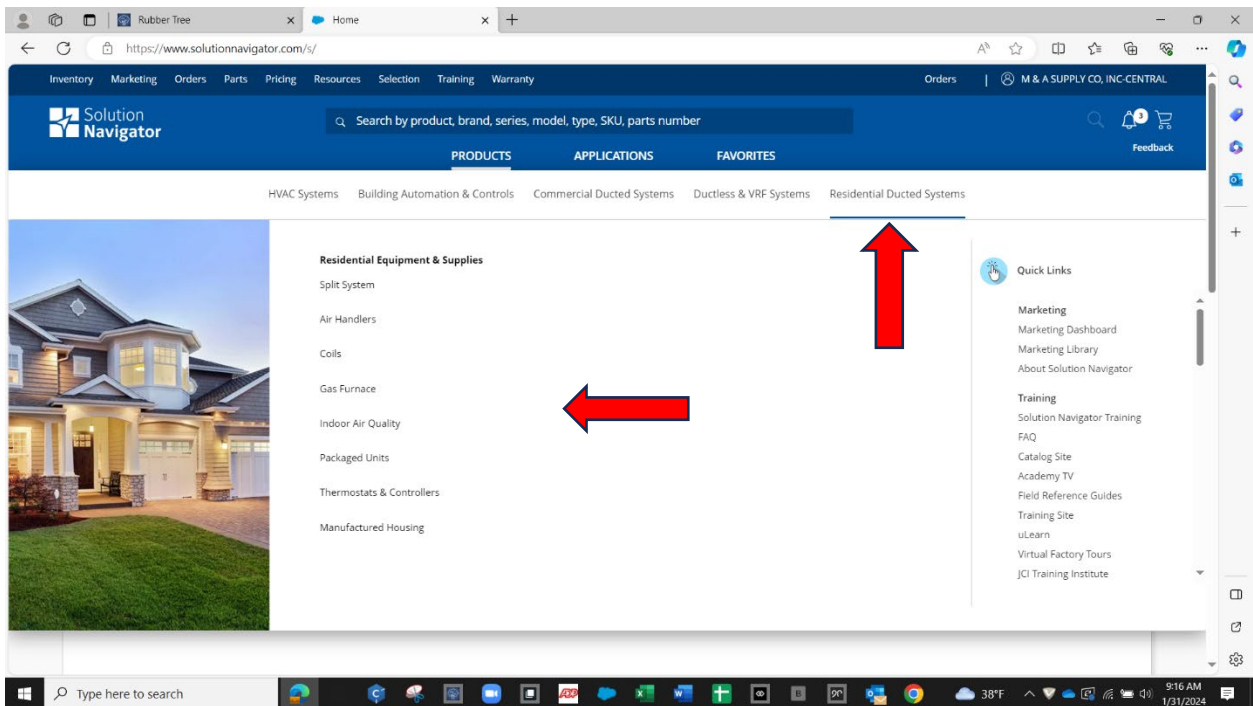 Rubber Tree
Home
https://www.solutionnavigator.com/s/
Inventory Marketing Orders Parts Pricing Resources Selection Training Warranty Orders | M & A SUPPLY CO, INC-CENTRAL
Solution
Navigator
Search by product, brand, series, model, type, SKU, parts number
3
Feedback
PRODUCTS APPLICATIONS FAVORITES
HVAC Systems Building Automation & Controls Commercial Ducted Systems Ductless & VRF Systems Residential Ducted Systems
Residential Equipment & Supplies
Split System
Air Handlers
Coils
Gas Furnace
Indoor Air Quality
Packaged Units
Thermostats & Controllers
Manufactured Housing
Quick Links
Marketing
Marketing Dashboard
Marketing Library
About Solution Navigator
Training
Solution Navigator Training
FAQ
Catalog Site
Academy TV
Field Reference Guides
Training Site
uLearn
Virtual Factory Tours
JCI Training Institute
Type here to search
38°F
9:16 AM
1/31/2024